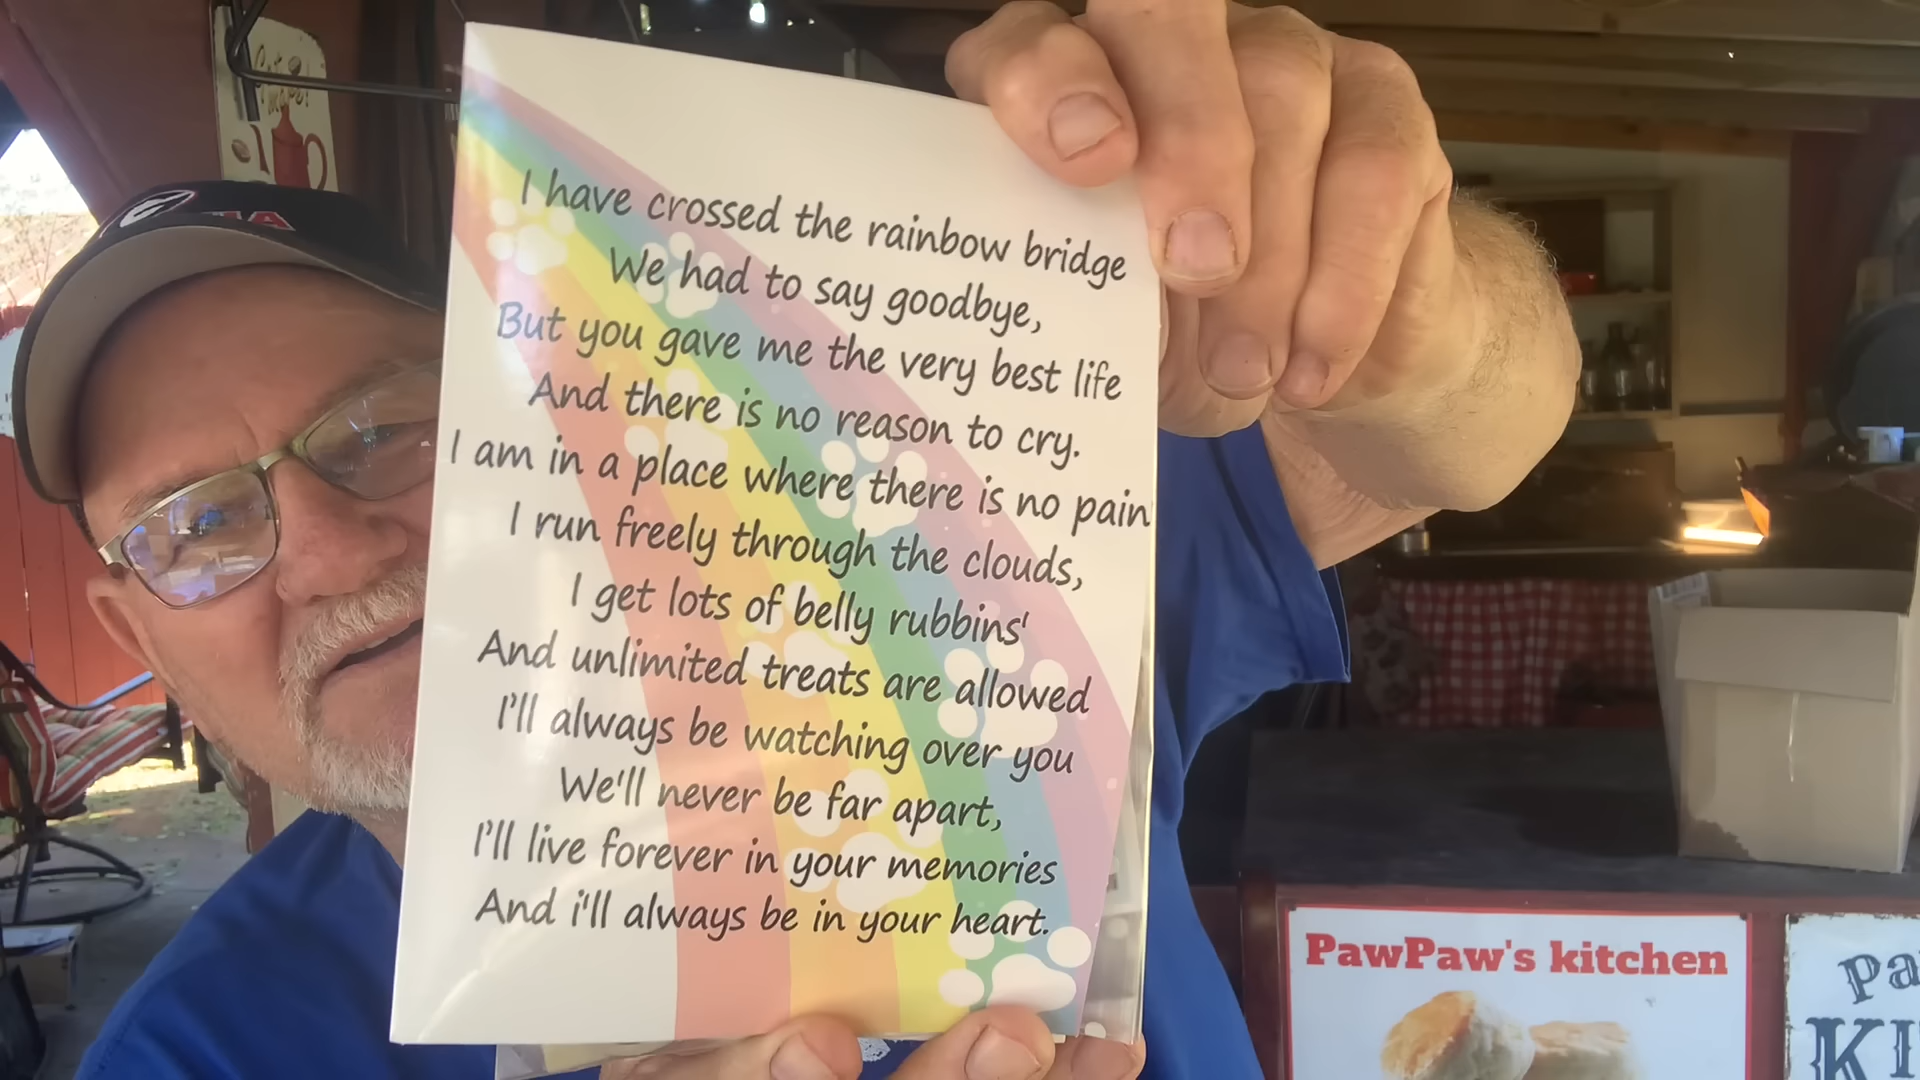 I have crossed the rainbow bridge
We had to say goodbye,
But you gave me the very best life
And there is no reason to cry.
I am in a place where there is no pain
I run freely through the clouds,
I get lots of belly rubbins'
And unlimited treats are allowed
I'll always be watching over you
We'll never be far apart,
I'll live forever in your memories
And i'll always be in your heart.
PawPaw's kitchen